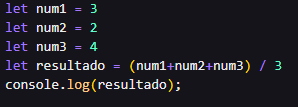 let num1 = 3
let num2 = 2
let num3 = 4
let resultado = (num1+num2+num3) / 3
console.log(resultado);